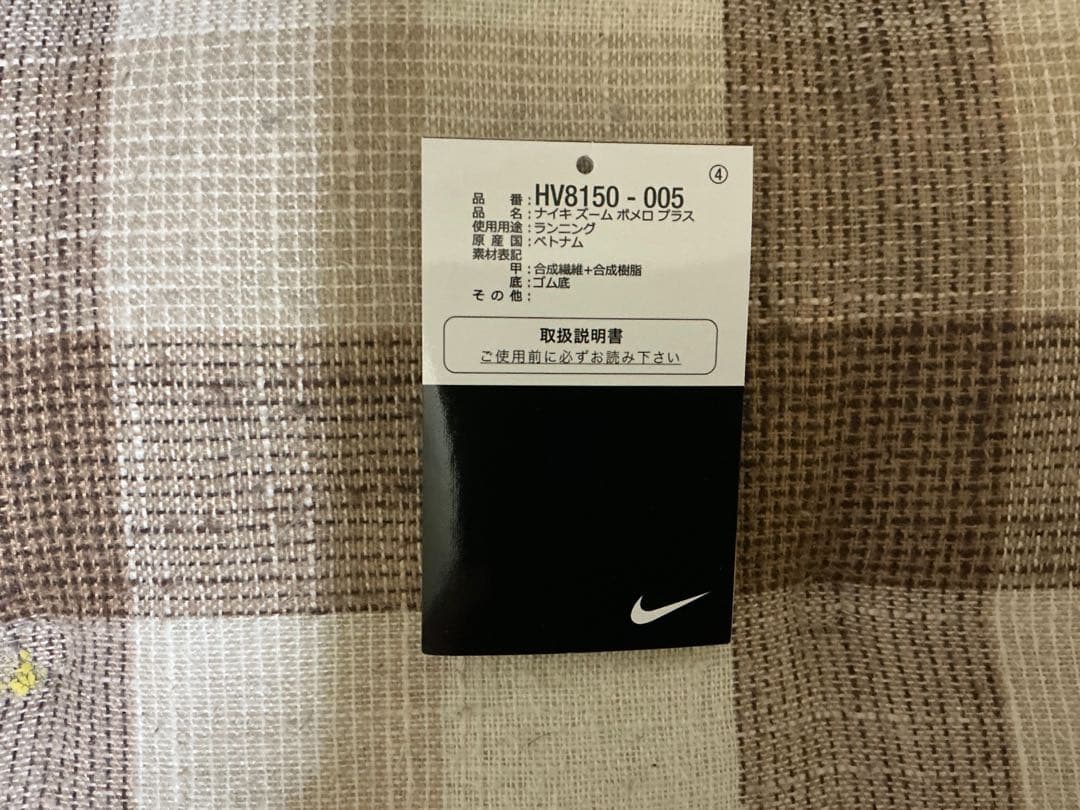 ④
品番：HV8150 - 005
品名：ナイキ ズーム ボメロ プラス
使用用途：ランニング
原産国：ベトナム
素材表記
甲：合成繊維+合成樹脂
底：ゴム底
その他：
取扱説明書
ご使用前に必ずお読み下さい